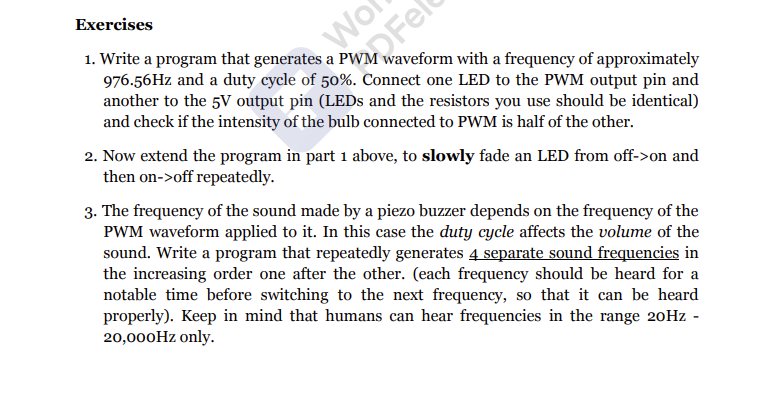 Won
PDFele
Exercises
1. Write a program that generates a PWM waveform with a frequency of approximately
976.56Hz and a duty cycle of 50%. Connect one LED to the PWM output pin and
another to the 5V output pin (LEDs and the resistors you use should be identical)
and check if the intensity of the bulb connected to PWM is half of the other.
2. Now extend the program in part 1 above, to slowly fade an LED from off->on and
then on->off repeatedly.
3. The frequency of the sound made by a piezo buzzer depends on the frequency of the
PWM waveform applied to it. In this case the duty cycle affects the volume of the
sound. Write a program that repeatedly generates 4 separate sound frequencies in
the increasing order one after the other. (each frequency should be heard for a
notable time before switching to the next frequency, so that it can be heard
properly). Keep in mind that humans can hear frequencies in the range 20Hz -
20,000Hz only.